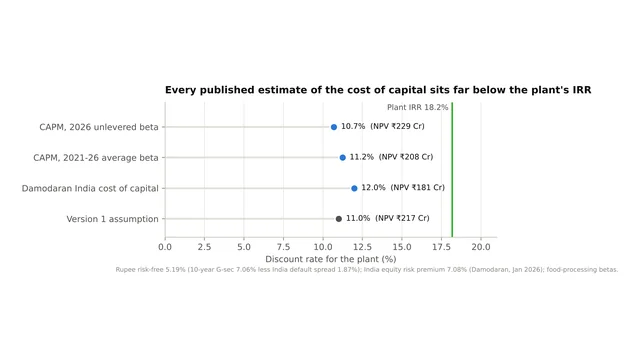 Every published estimate of the cost of capital sits far below the plant's IRR
Plant IRR 18.2%
CAPM, 2026 unlevered beta
10.7%  (NPV ₹229 Cr)
CAPM, 2021-26 average beta
11.2%  (NPV ₹208 Cr)
Damodaran India cost of capital
12.0%  (NPV ₹181 Cr)
Version 1 assumption
11.0%  (NPV ₹217 Cr)
0.0 2.5 5.0 7.5 10.0 12.5 15.0 17.5 20.0
Discount rate for the plant (%)
Rupee risk-free 5.19% (10-year G-sec 7.06% less India default spread 1.87%); India equity risk premium 7.08% (Damodaran, Jan 2026); food-processing betas.